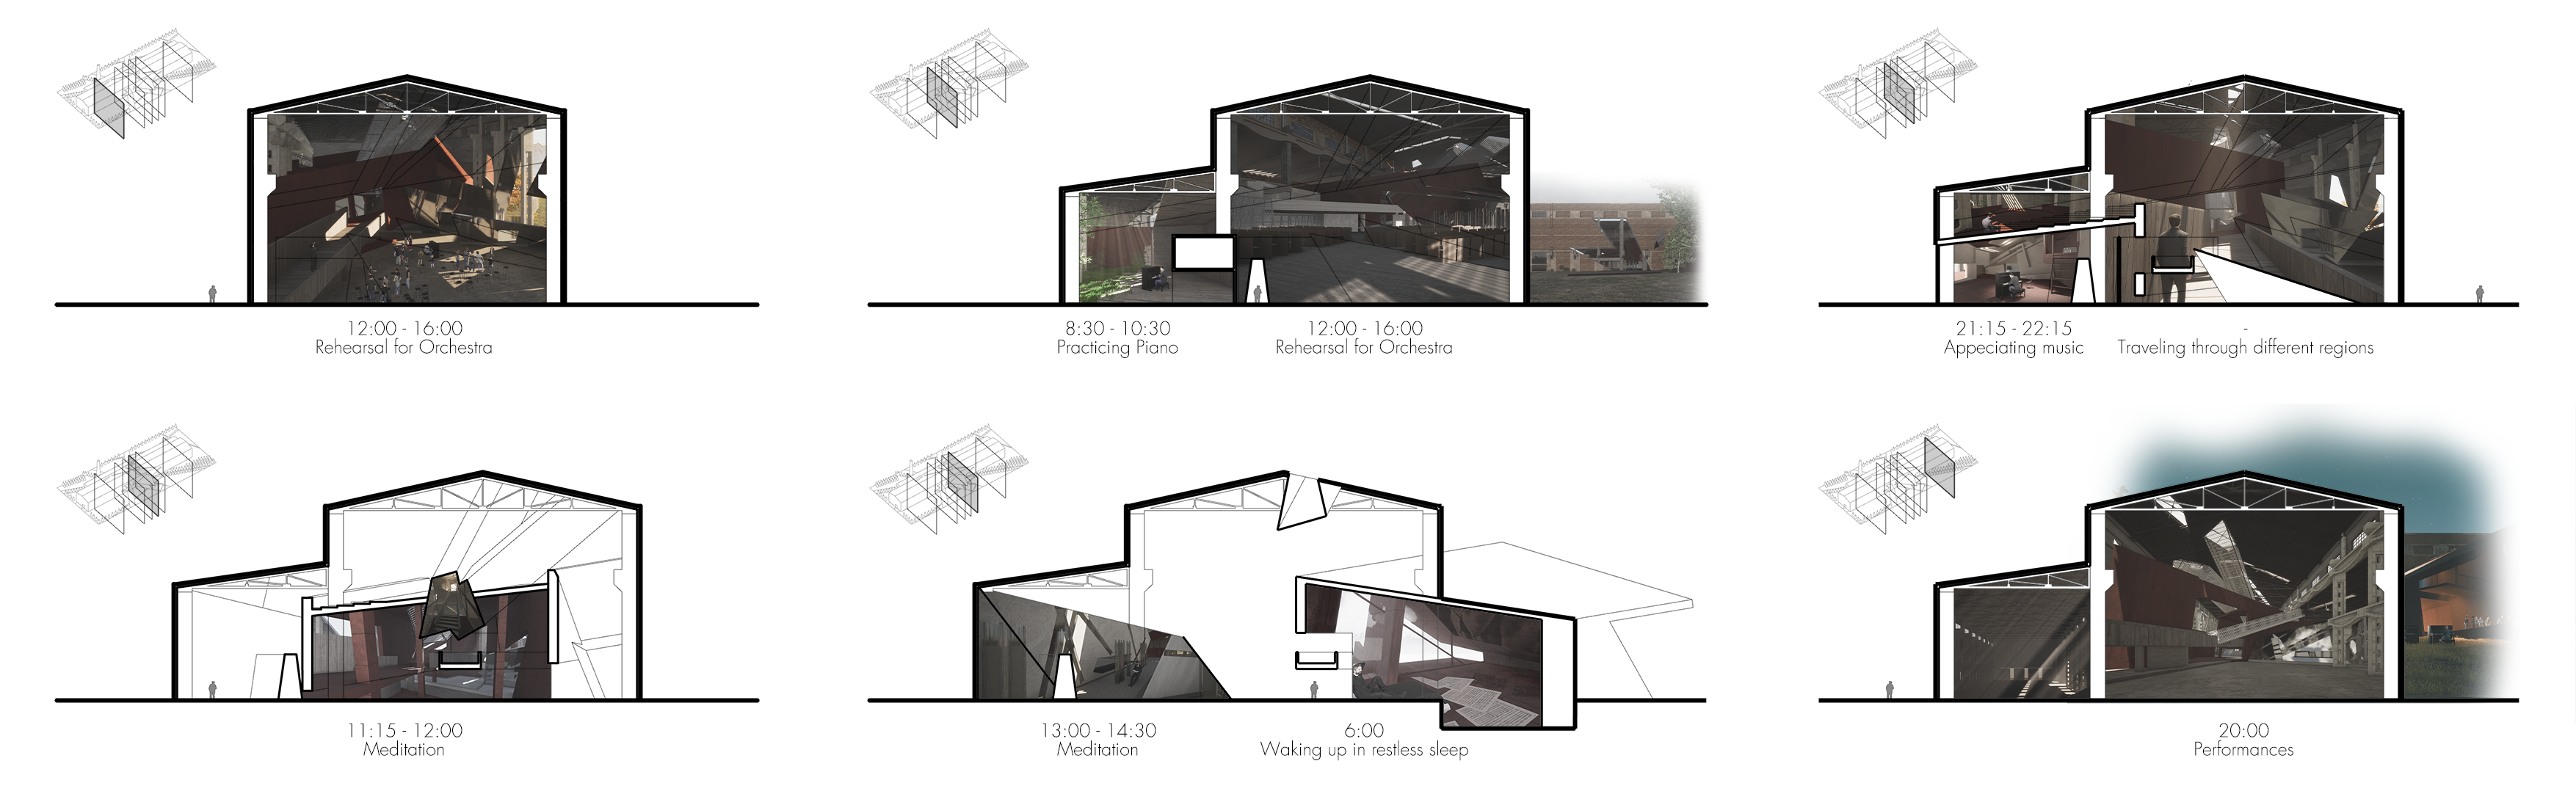 12:00 - 16:00
Rehearsal for Orchestra
8:30 - 10:30
Practicing Piano
12:00 - 16:00
Rehearsal for Orchestra
21:15 - 22:15
Appeciating music
-
Traveling through different regions
11:15 - 12:00
Meditation
13:00 - 14:30
Meditation
6:00
Waking up in restless sleep
20:00
Performances